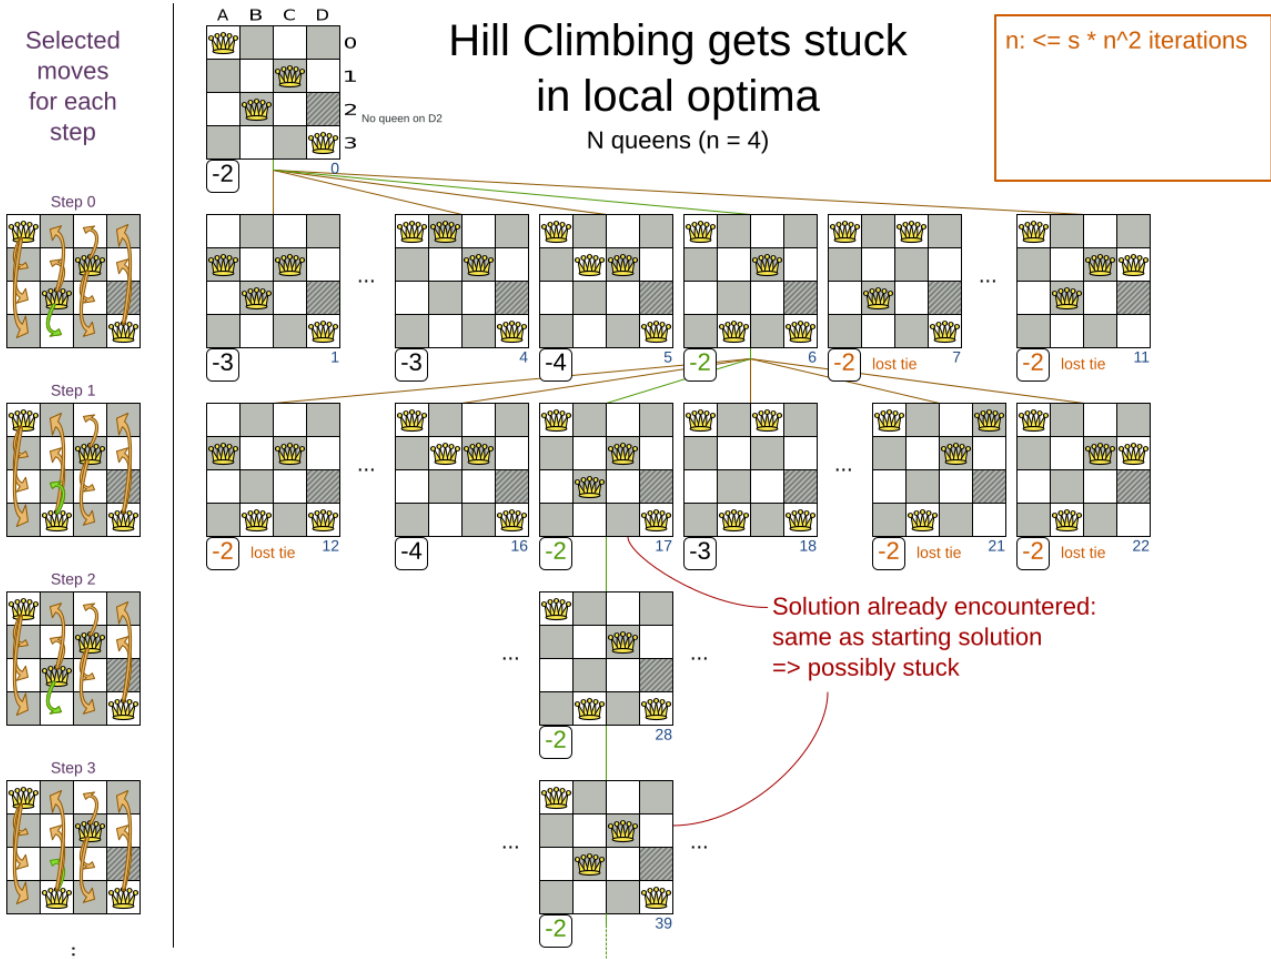 Selected
moves
for each
step
A B C D
0
1
2
3
No queen on D2
-2
0
Hill Climbing gets stuck
in local optima
N queens (n = 4)
n: <= s * n^2 iterations
Step 0
...
...
-3
1
-3
4
-4
5
-2
6
-2
lost tie
7
-2
lost tie
11
Step 1
...
...
-2
lost tie
12
-4
16
-2
17
-3
18
-2
lost tie
21
-2
lost tie
22
Step 2
...
...
-2
28
Solution already encountered:
same as starting solution
=> possibly stuck
Step 3
...
...
-2
39
: